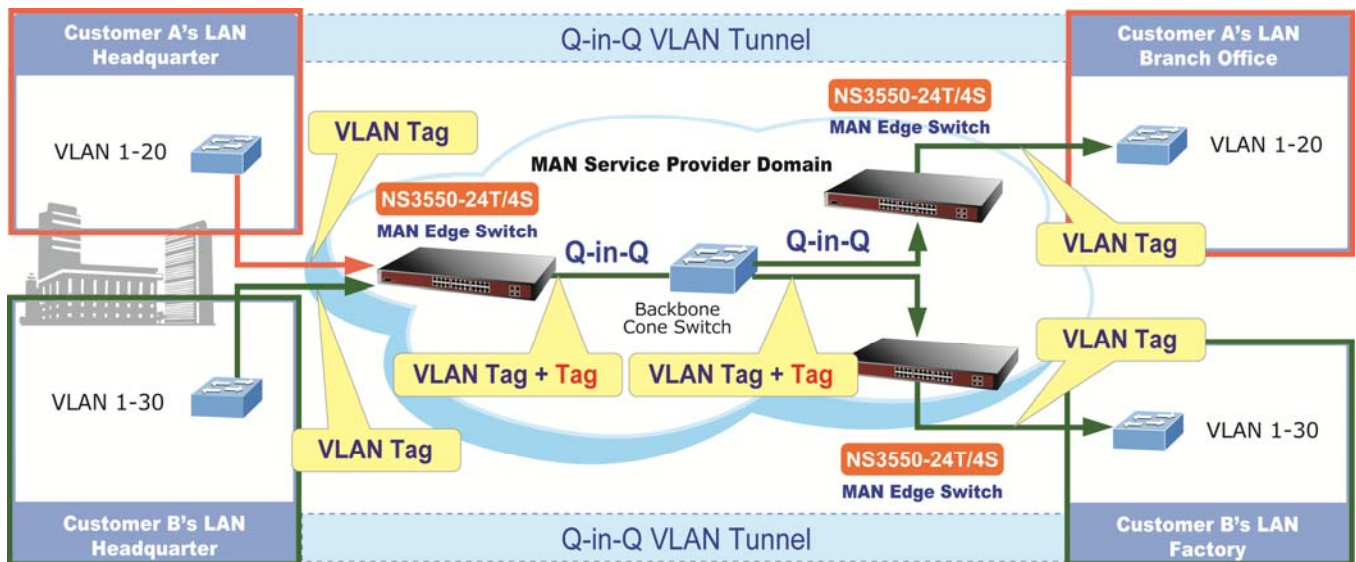 Customer A's LAN
Headquarter
Q-in-Q VLAN Tunnel
Customer A's LAN
Branch Office
VLAN 1-20
VLAN Tag
NS3550-24T/4S
MAN Edge Switch
VLAN 1-20
MAN Service Provider Domain
NS3550-24T/4S
MAN Edge Switch
Q-in-Q
Q-in-Q
VLAN Tag
Backbone
Cone Switch
VLAN Tag
VLAN Tag + Tag
VLAN Tag + Tag
VLAN 1-30
VLAN Tag
VLAN 1-30
NS3550-24T/4S
MAN Edge Switch
Customer B's LAN
Headquarter
Q-in-Q VLAN Tunnel
Customer B's LAN
Factory